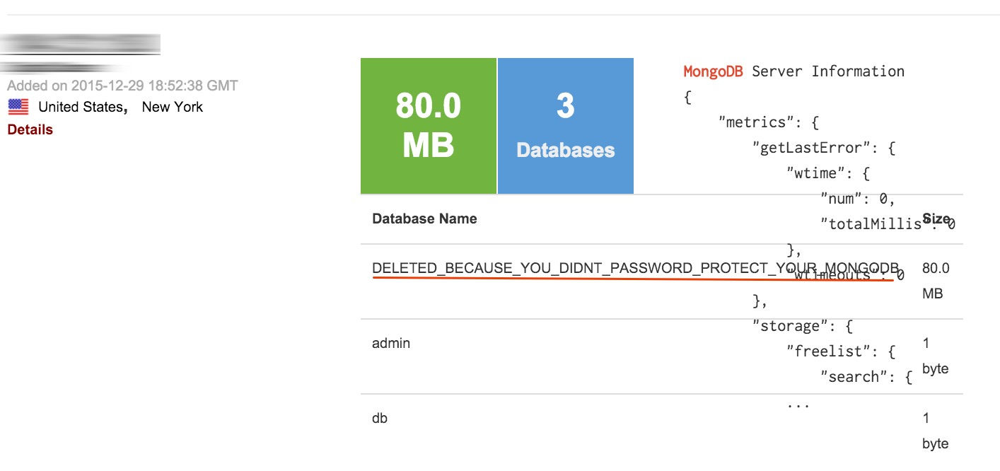 Added on 2015-12-29 18:52:38 GMT
United States, New York
Details
80.0
MB
3
Databases
Database Name Size
DELETED_BECAUSE_YOU_DIDNT_PASSWORD_PROTECT_YOUR_MONGODB 80.0
MB
admin 1
byte
db 1
byte
MongoDB Server Information
{
"metrics": {
"getLastError": {
"wtime": {
"num": 0,
"totalMillis": 0
},
"wtimeouts": 0
},
"storage": {
"freelist": {
"search": {
...